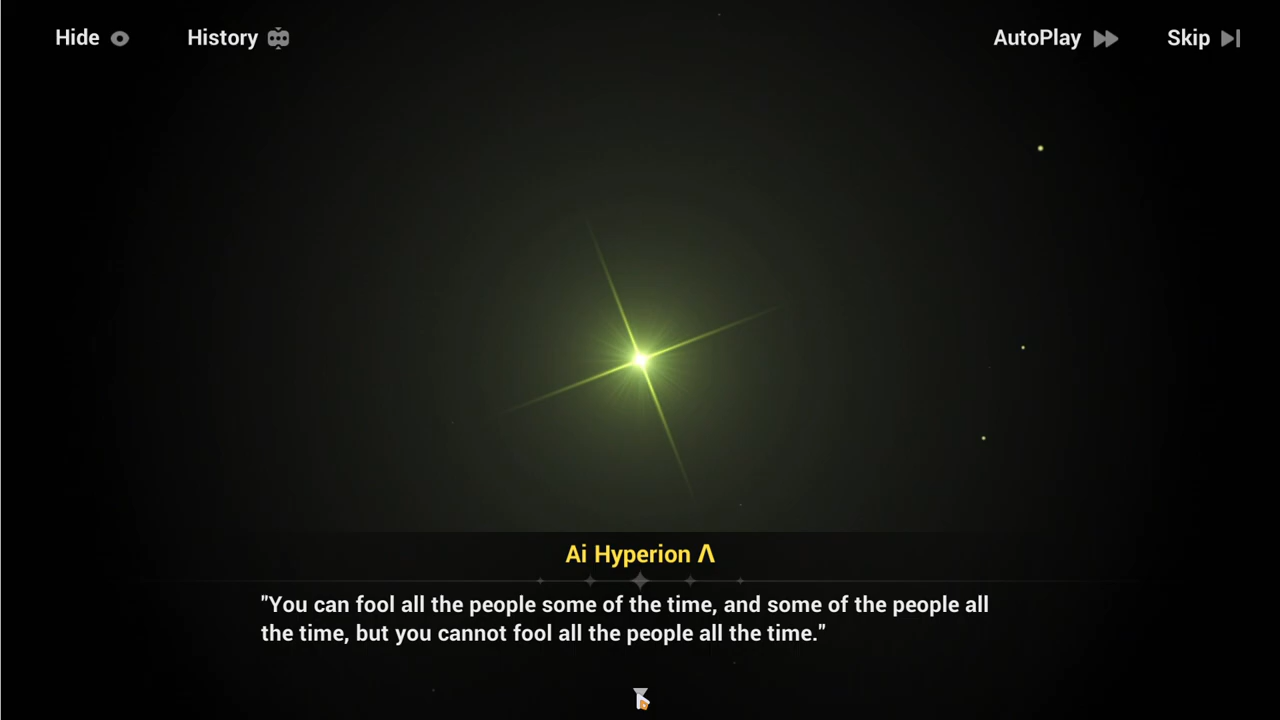 Hide
History
AutoPlay
Skip
Ai Hyperion Λ
"You can fool all the people some of the time, and some of the people all
the time, but you cannot fool all the people all the time."